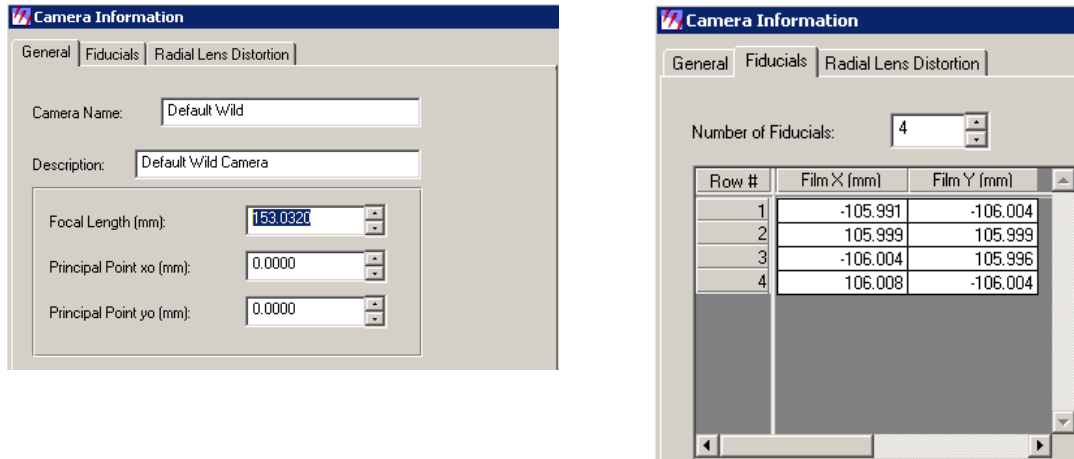 Camera Information
General Fiducials Radial Lens Distortion
Camera Name: Default Wild
Description: Default Wild Camera
Focal Length (mm): 153.0320
Principal Point xo (mm): 0.0000
Principal Point yo (mm): 0.0000
Camera Information
General Fiducials Radial Lens Distortion
Number of Fiducials: 4
Row # Film X (mm) Film Y (mm)
1 -105.991 -106.004
2 105.999 105.999
3 -106.004 105.996
4 106.008 -106.004